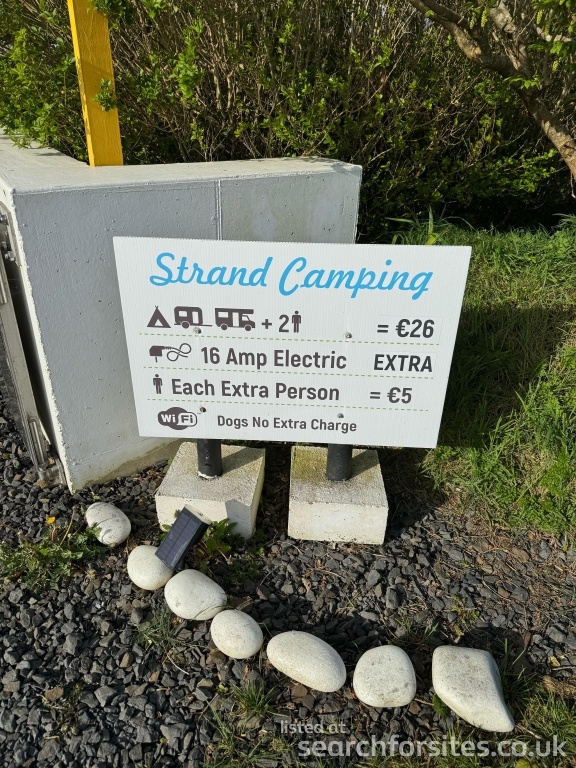 Strand Camping
+ 2 = €26
16 Amp Electric EXTRA
Each Extra Person = €5
WiFi Dogs No Extra Charge
listed at
searchforsites.co.uk